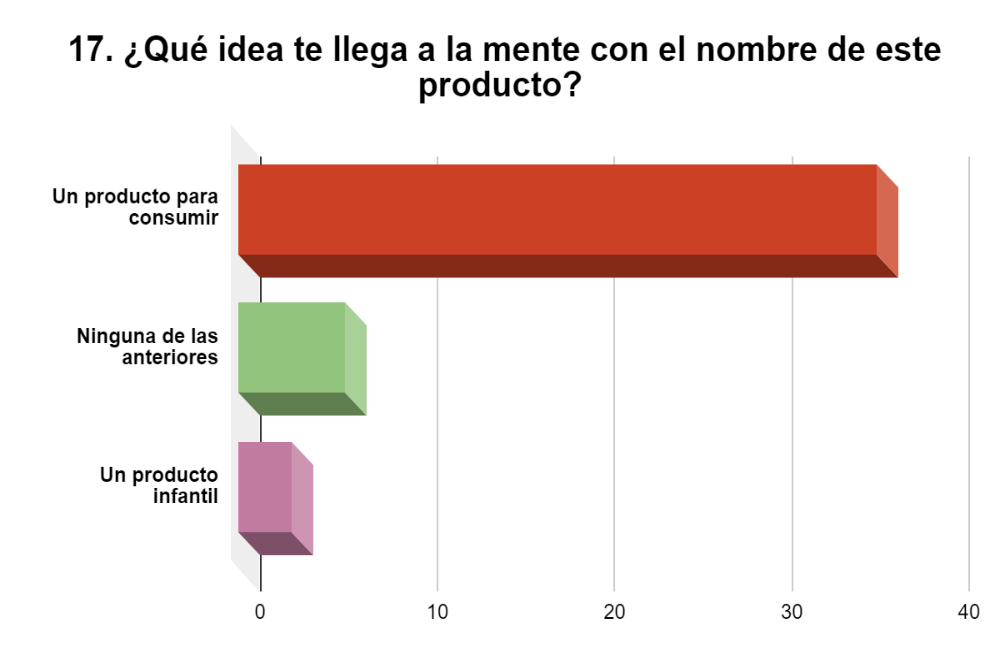 17. ¿Qué idea te llega a la mente con el nombre de este
producto?
Un producto para
consumir
Ninguna de las
anteriores
Un producto
infantil
0 10 20 30 40